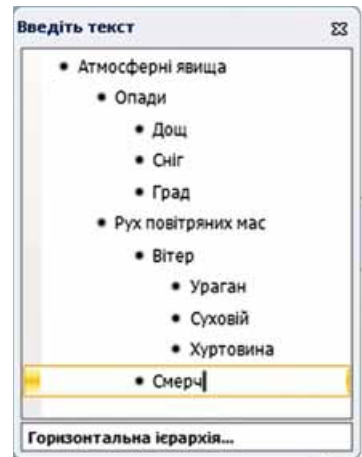 Введіть текст
• Атмосферні явища
• Опади
• Дощ
• Сніг
• Град
• Рух повітряних мас
• Вітер
• Ураган
• Суховій
• Хуртовина
• Смерч
Горизонтальна ієрархія...